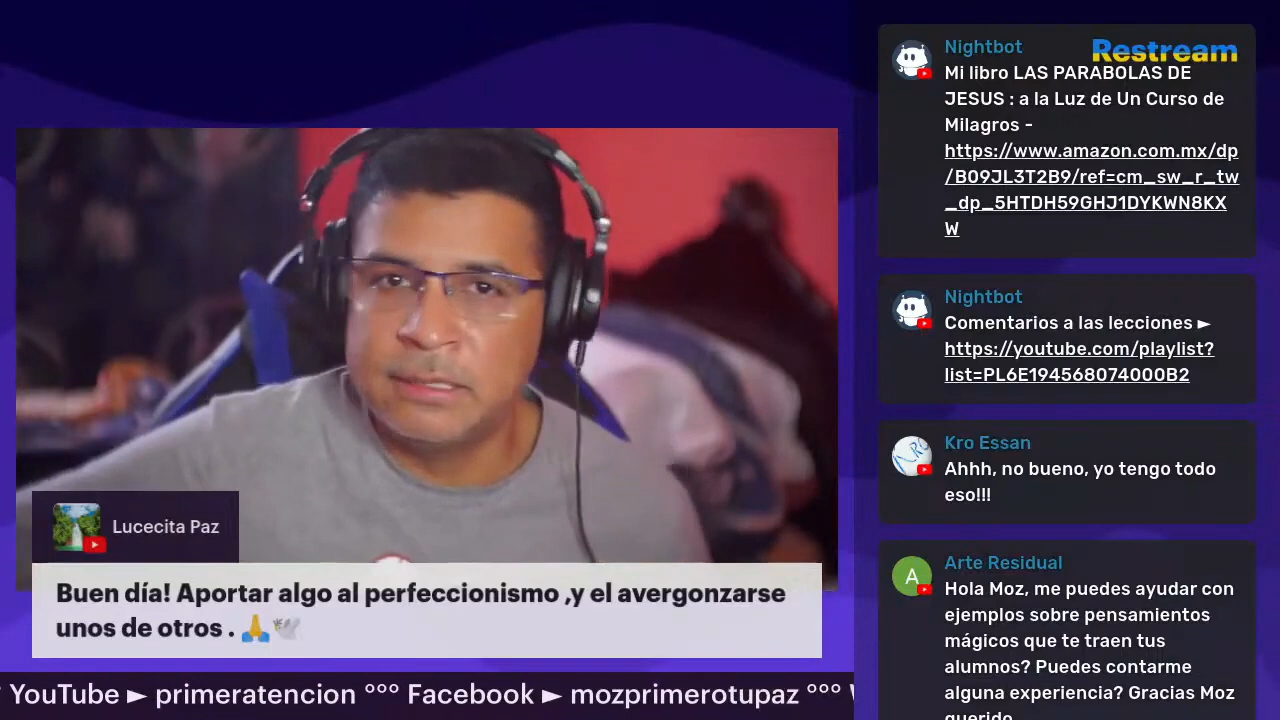 Lucecita Paz
Buen día! Aportar algo al perfeccionismo ,y el avergonzarse
unos de otros . 🙏🕊️
YouTube ► primeratencion °°° Facebook ► mozprimerotupaz °°°
Restream
Nightbot
Mi libro LAS PARABOLAS DE
JESUS : a la Luz de Un Curso de
Milagros -
https://www.amazon.com.mx/dp
/B09JL3T2B9/ref=cm_sw_r_tw
_dp_5HTDH59GHJ1DYKWN8KX
W
Nightbot
Comentarios a las lecciones ►
https://youtube.com/playlist?
list=PL6E194568074000B2
Kro Essan
Ahhh, no bueno, yo tengo todo
eso!!!
A
Arte Residual
Hola Moz, me puedes ayudar con
ejemplos sobre pensamientos
mágicos que te traen tus
alumnos? Puedes contarme
alguna experiencia? Gracias Moz
querido